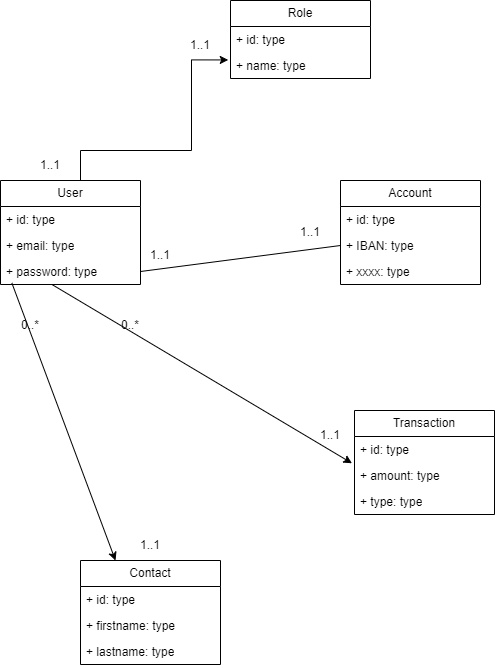 Role
+ id: type
+ name: type
1..1
1..1
User
+ id: type
+ email: type
+ password: type
Account
+ id: type
+ IBAN: type
+ xxxx: type
1..1
1..1
0..*
0..*
1..1
Transaction
+ id: type
+ amount: type
+ type: type
1..1
Contact
+ id: type
+ firstname: type
+ lastname: type